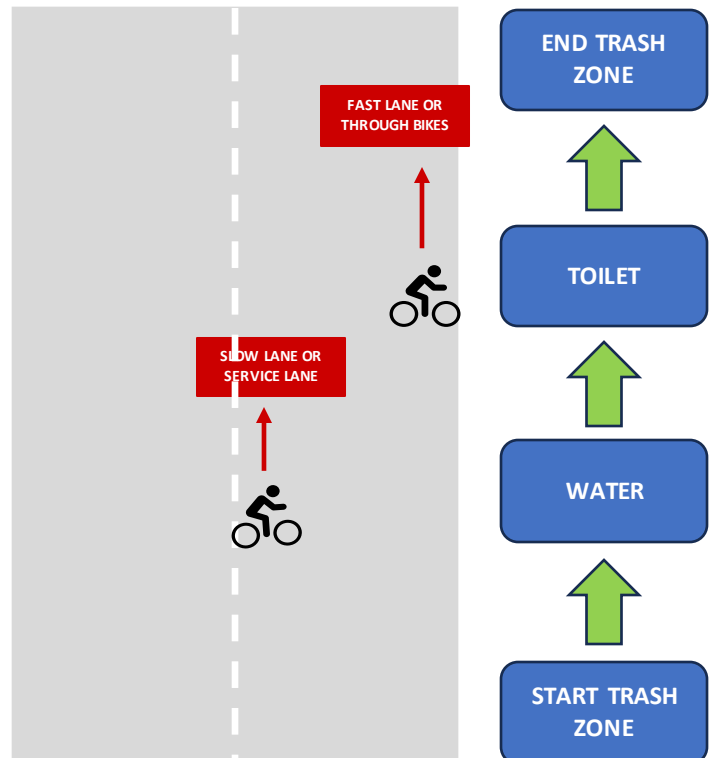 END TRASH
ZONE
FAST LANE OR
THROUGH BIKES
TOILET
SLOW LANE OR
SERVICE LANE
WATER
START TRASH
ZONE